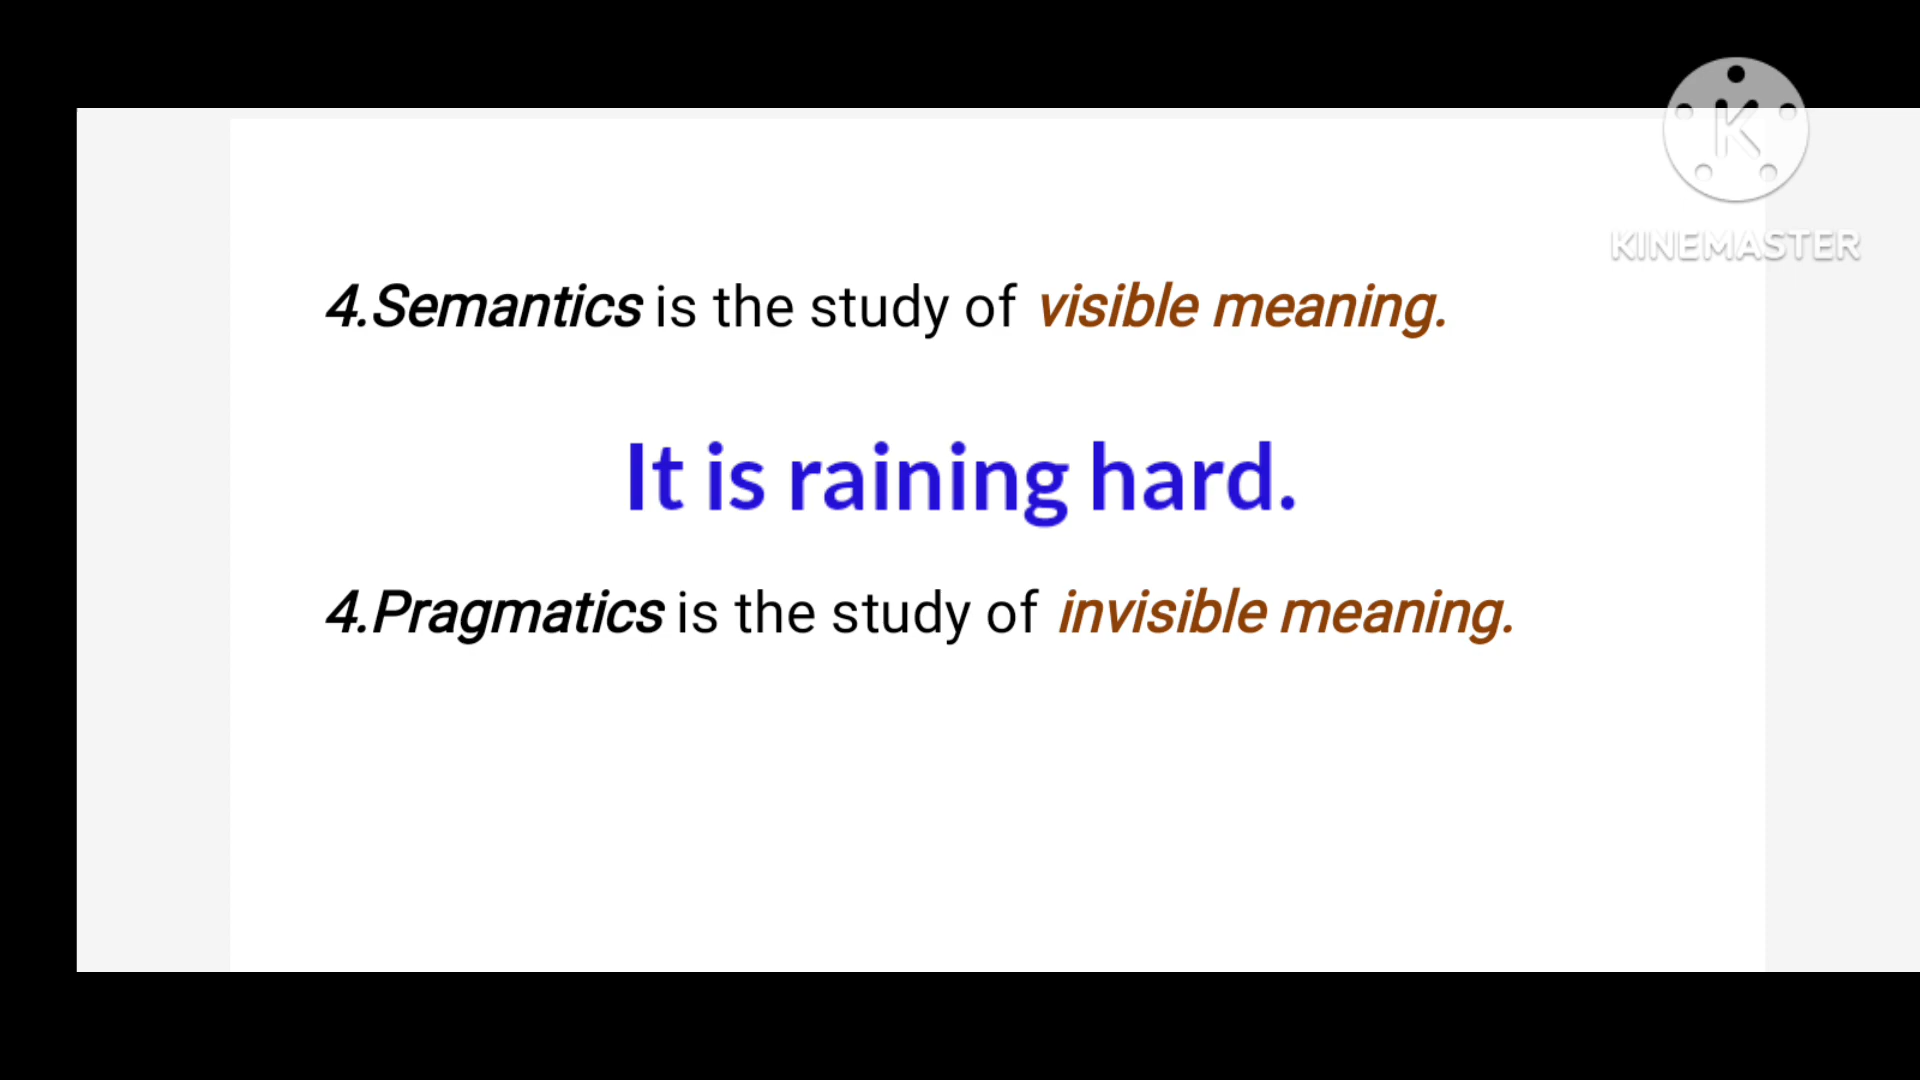 K
KINEMASTER
4.Semantics is the study of visible meaning.
It is raining hard.
4.Pragmatics is the study of invisible meaning.